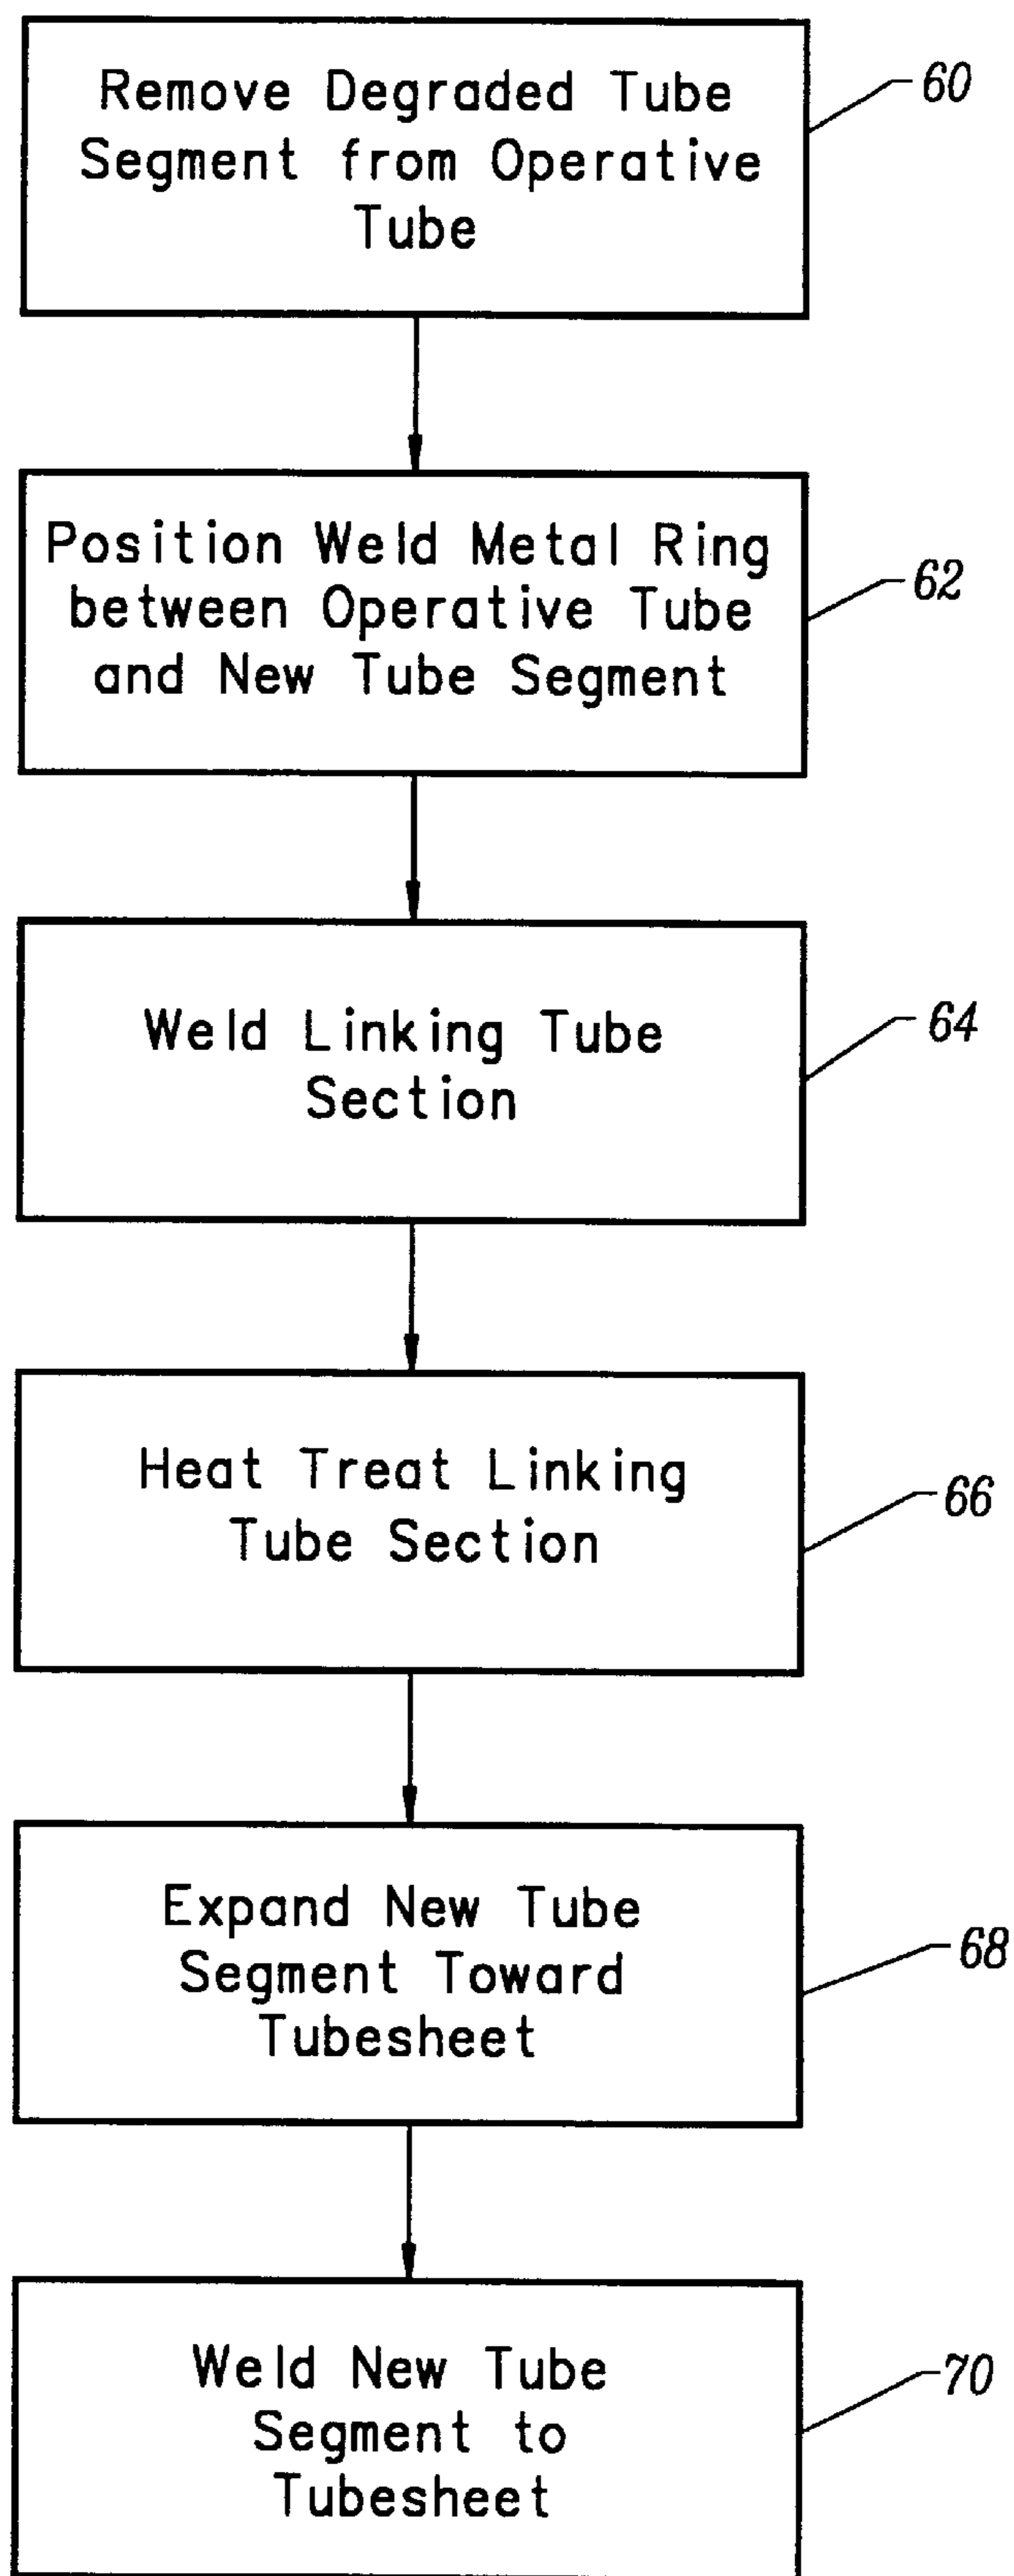 Remove Degraded Tube
Segment from Operative
Tube
60
Position Weld Metal Ring
between Operative Tube
and New Tube Segment
62
Weld Linking Tube
Section
64
Heat Treat Linking
Tube Section
66
Expand New Tube
Segment Toward
Tubesheet
68
Weld New Tube
Segment to
Tubesheet
70